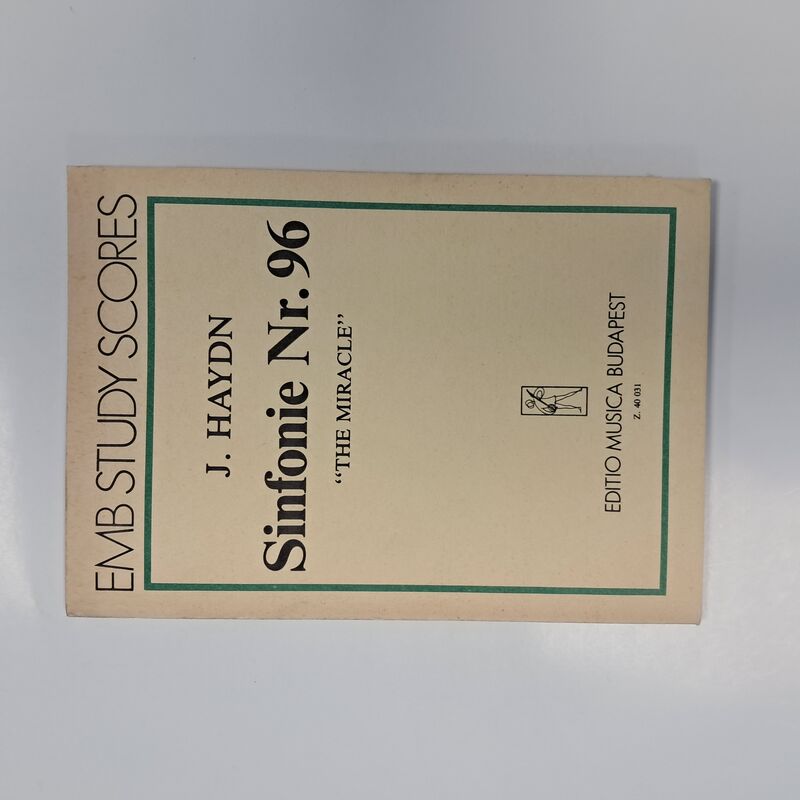 EMB STUDY SCORES
J. HAYDN
Sinfonie Nr. 96
“THE MIRACLE”
EDITIO MUSICA BUDAPEST
Z. 40 031